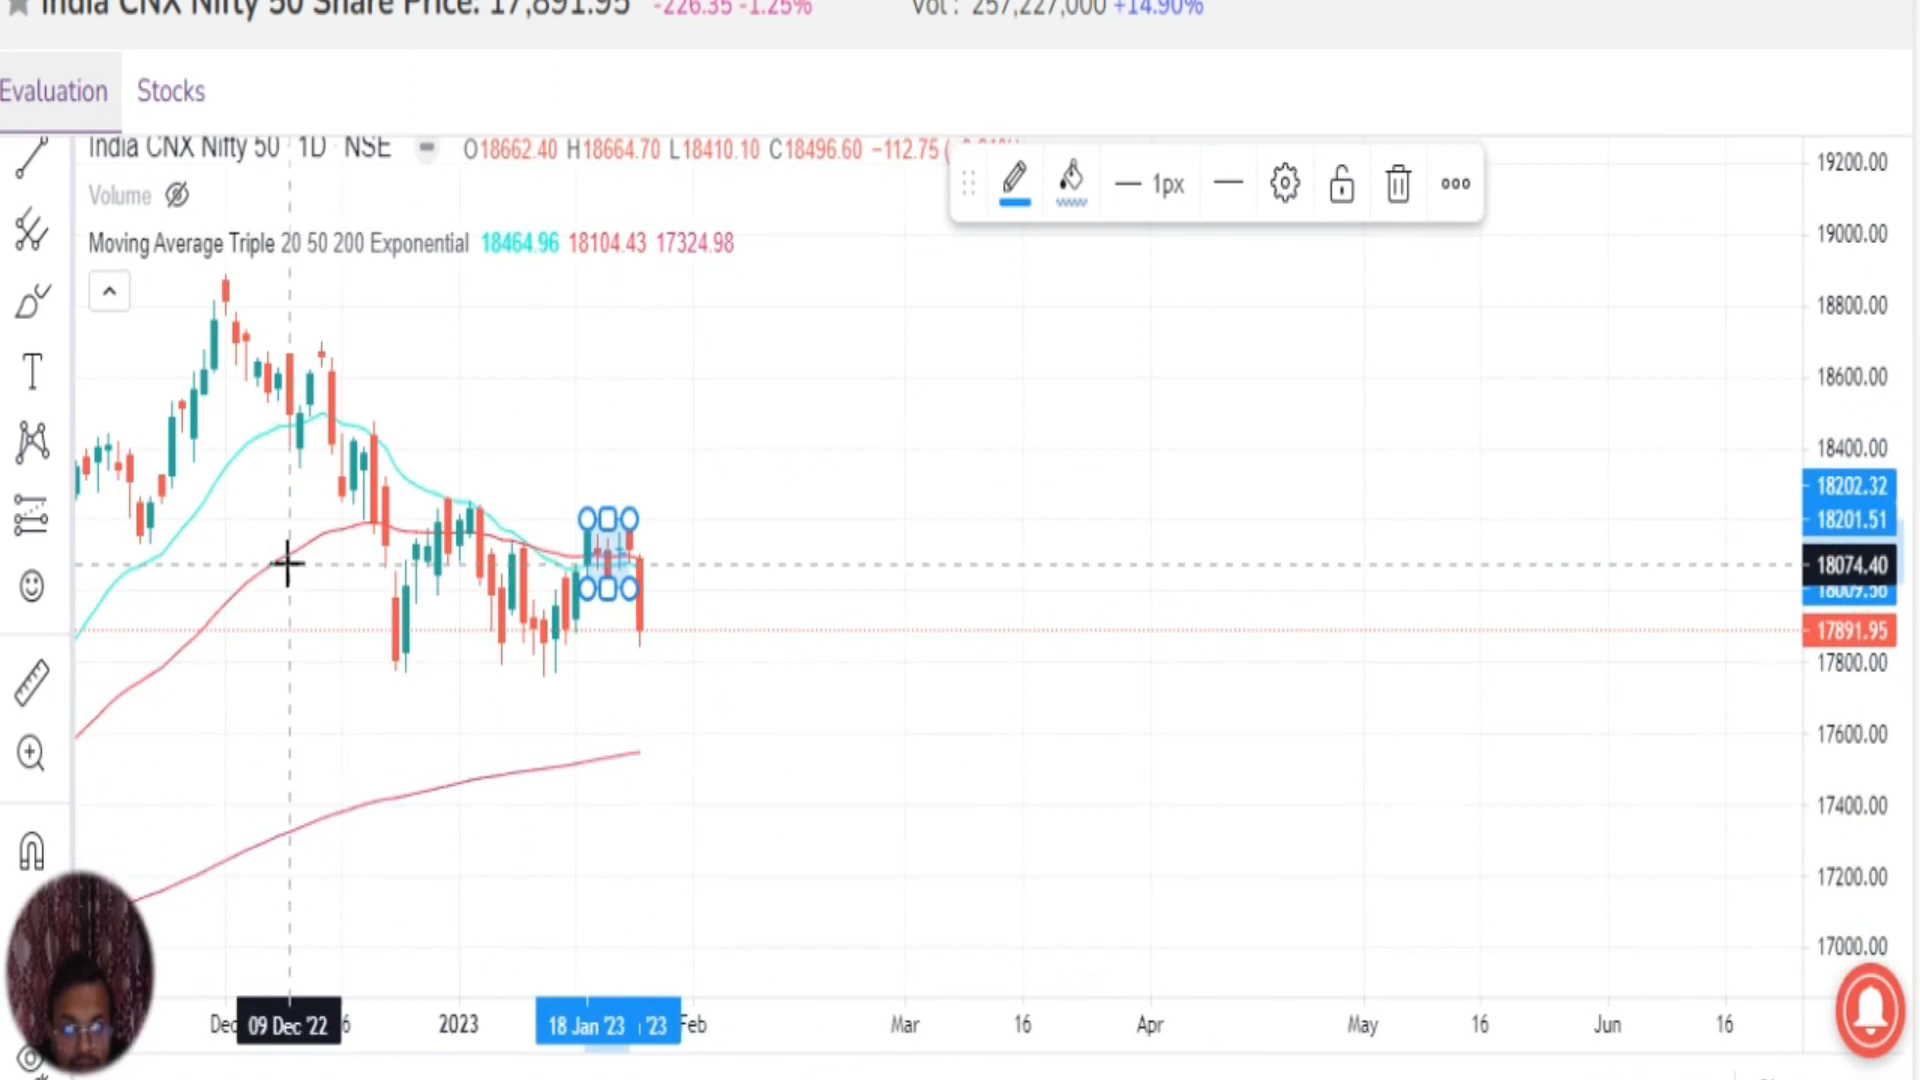 India CNX Nifty 50 Share Price: 17,891.95 -226.35 -1.25% Vol : 257,227,000 +14.90%
Evaluation Stocks
India CNX Nifty 50 · 1D · NSE O18662.40 H18664.70 L18410.10 C18496.60 −112.75 (
1px
Volume
Moving Average Triple 20 50 200 Exponential 18464.96 18104.43 17324.98
T
19200.00
19000.00
18800.00
18600.00
18400.00
18202.32
18201.51
18074.40
18009.56
17891.95
17800.00
17600.00
17400.00
17200.00
17000.00
Dec 09 Dec '22 6 2023 18 Jan '23 '23 Feb Mar 16 Apr May 16 Jun 16